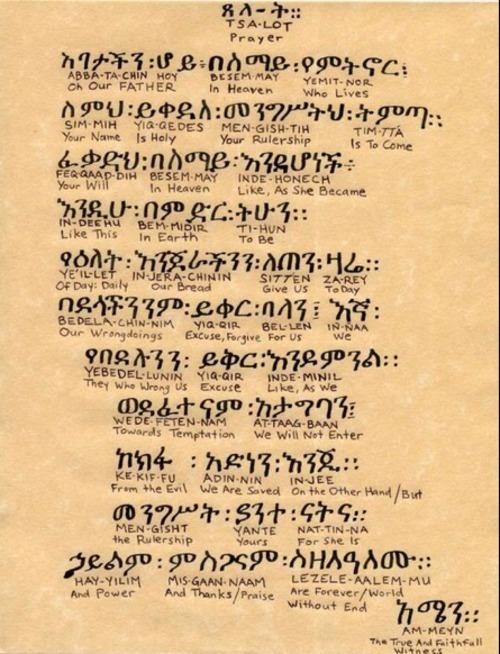 ጸለ-ት::
TSA-LOT
Prayer
አባታችን : ሆይ ፥ በሰማይ : የምትኖር ፥
ABBA-TA-CHIN HOY BESEM-MAY YEMIT-NOR
Oh Our FATHER In Heaven Who Lives
ስምህ : ይቀደስ : መንግሥትህ : ትምጣ ::
SIM-MIH YIQ-QEDES MEN-GISH-TIH TIM-TTA
Your Name Is Holy Your Rulership Is To Come
ፈቃድህ : በሰማይ : እንደሆነች ፥
FEQ-QAAD-DIH BESEM-MAY INDE-HONECH
Your Will In Heaven Like, As She Became
እንዲሁ : በምድር : ትሁን ::
IN-DEEHU BEM-MIDIR TI-HUN
Like This In Earth To Be
የዕለት : እንጀራችንን : ስጠን : ዛሬ ::
YE'IL-LET IN-JERA-CHININ SITTEN ZA-REY
Of Day: Daily Our Bread Give Us Today
በደላችንንም : ይቀር : በለን ፤ እኛ :
BEDELA-CHIN-NIM YIQ-QIR BEL-LEN IN-NAA
Our Wrongdoings Excuse, Forgive For Us We
የበደሉንን : ይቅር : እንደምንል ::
YEBEDEL-LUNIN YIQ-QIR INDE-MINIL
They Who Wrong Us Excuse Like, As We
ወደፈተናም : አታግባን ፤
WEDE-FETEN-NAM AT-TAAG-BAAN
Towards Temptation We Will Not Enter
ከክፋ : አድነን : እንጂ ::
KE-KIF-FU ADIN-NIN IN-JEE
From the Evil We Are Saved On the Other Hand/But
መንግሥት : ያንተ : ናትና ::
MEN-GISHT YANTE NAT-TIN-NA
the Rulership Yours For She Is
ኃይልም : ምስጋናም : ስዘለዓለሙ ::
HAY-YILIM MIS-GAAN-NAAM LEZELE-AALEM-MU
And Power And Thanks/Praise Are Forever/World
Without End
አሜን ::
AM-MEYN
The True And Faithfull
Witness